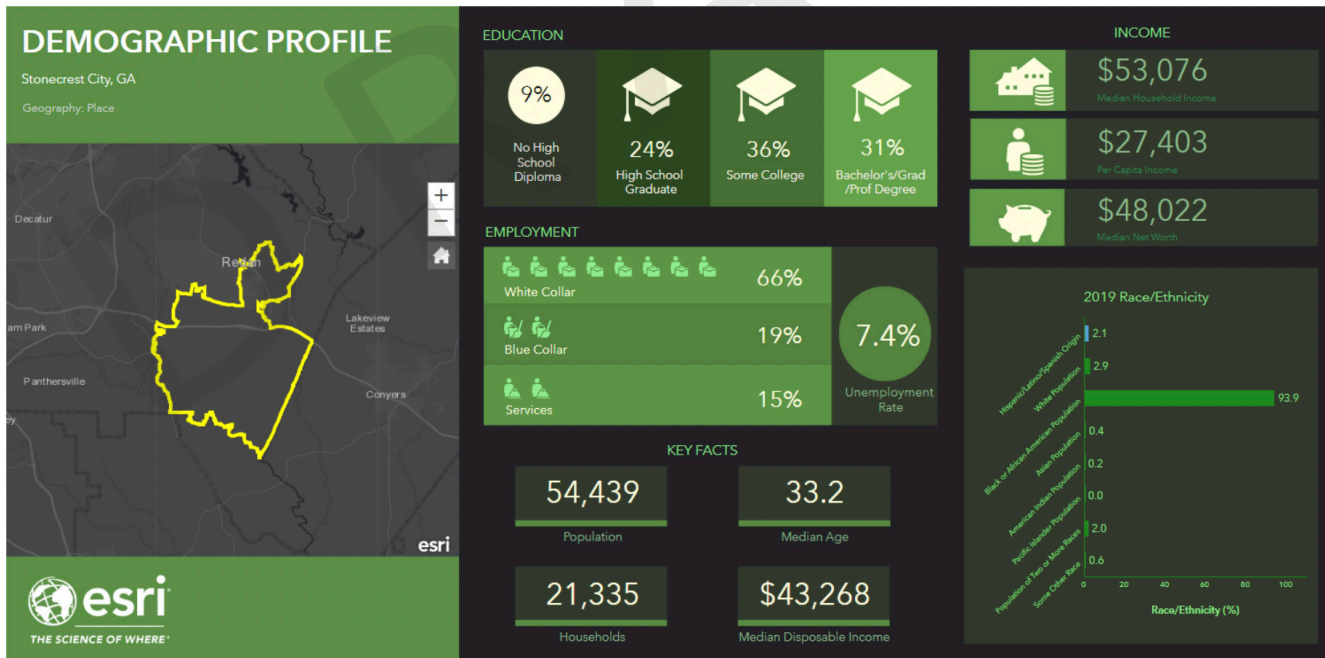 DEMOGRAPHIC PROFILE
Stonecrest City, GA
Geography: Place
Decatur
Redan
Lakeview
Estates
am Park
Panthersville
Conyers
ey
+
−
esri
esri
THE SCIENCE OF WHERE®
EDUCATION
9%
No High
School
Diploma
24%
High School
Graduate
36%
Some College
31%
Bachelor's/Grad
/Prof Degree
EMPLOYMENT
White Collar
66%
Blue Collar
19%
Services
15%
7.4%
Unemployment
Rate
KEY FACTS
54,439
Population
33.2
Median Age
21,335
Households
$43,268
Median Disposable Income
INCOME
$53,076
Median Household Income
$27,403
Per Capita Income
$48,022
Median Net Worth
2019 Race/Ethnicity
Hispanic/Latino/Spanish Origin
2.1
White Population
2.9
Black or African American Population
93.9
Asian Population
0.4
American Indian Population
0.2
Pacific Islander Population
0.0
Population of Two or More Races
2.0
Some Other Race
0.6
0 20 40 60 80 100
Race/Ethnicity (%)